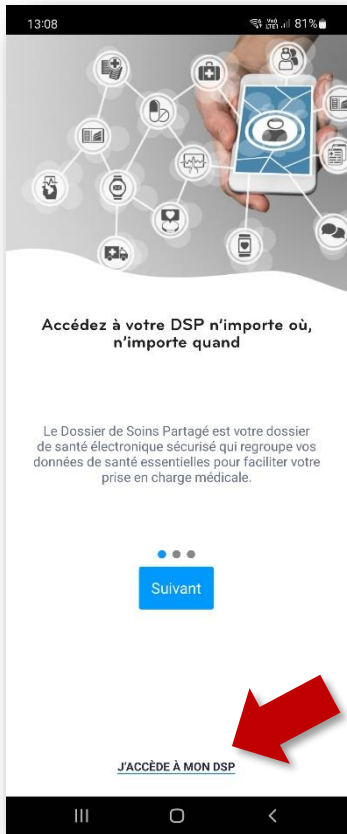 13:08
81%
Accédez à votre DSP n'importe où,
n'importe quand
Le Dossier de Soins Partagé est votre dossier
de santé électronique sécurisé qui regroupe vos
données de santé essentielles pour faciliter votre
prise en charge médicale.
Suivant
J'ACCÈDE À MON DSP